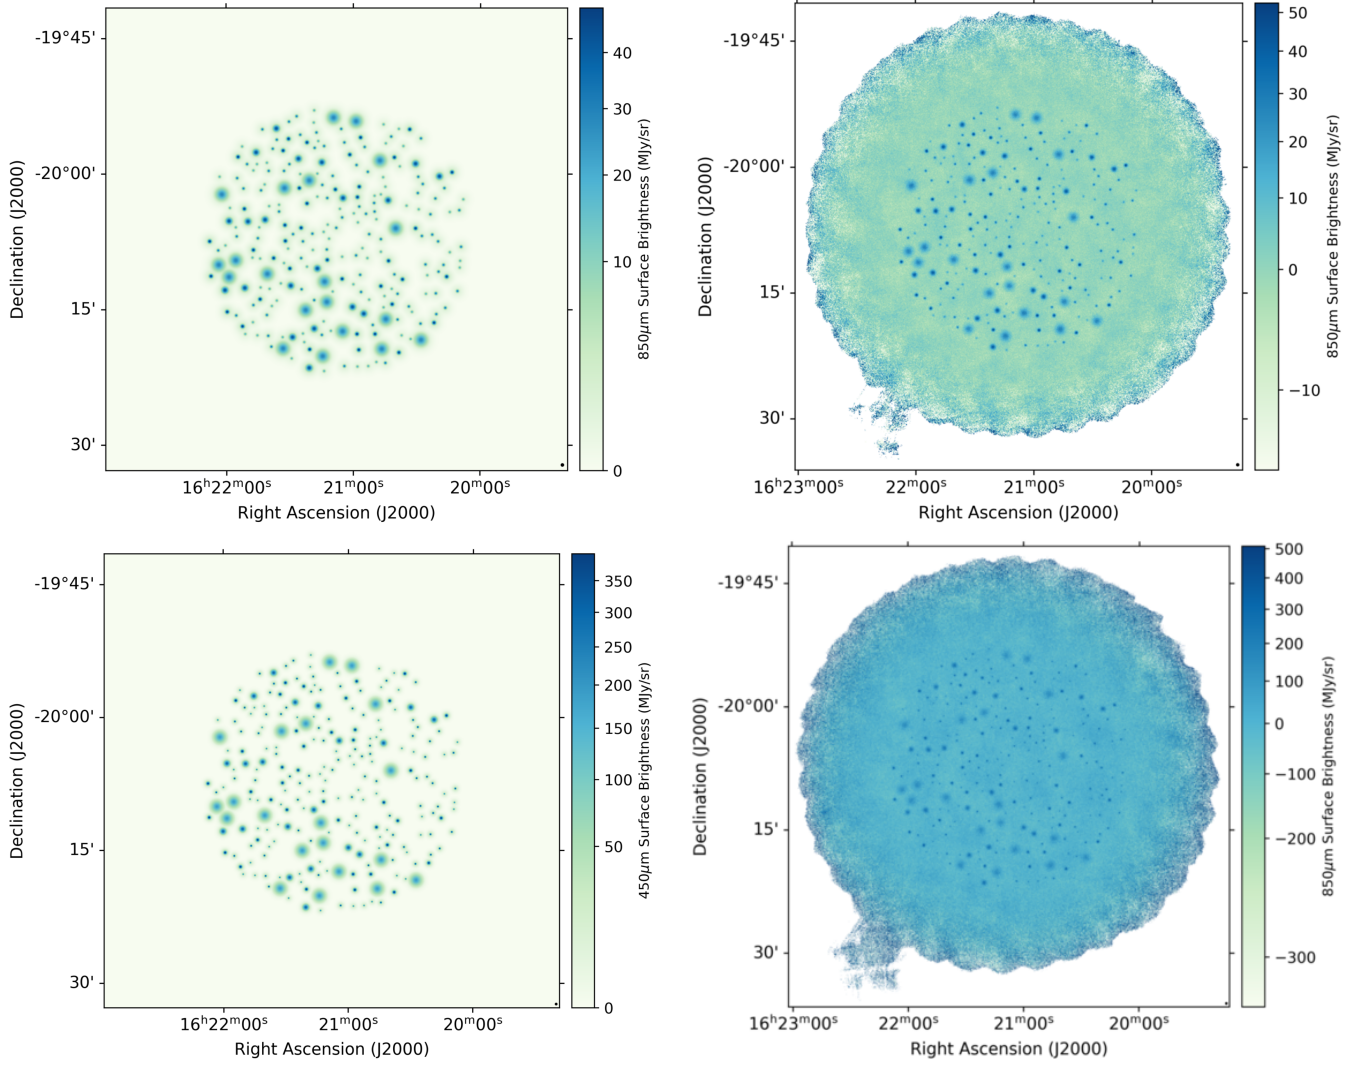 -19°45'
-20°00'
15'
30'
Declination (J2000)
16ʰ22ᵐ00ˢ 21ᵐ00ˢ 20ᵐ00ˢ
Right Ascension (J2000)
40
30
20
10
0
850μm Surface Brightness (MJy/sr)
-19°45'
-20°00'
15'
30'
Declination (J2000)
16ʰ23ᵐ00ˢ 22ᵐ00ˢ 21ᵐ00ˢ 20ᵐ00ˢ
Right Ascension (J2000)
50
40
30
20
10
0
−10
850μm Surface Brightness (MJy/sr)
-19°45'
-20°00'
15'
30'
Declination (J2000)
16ʰ22ᵐ00ˢ 21ᵐ00ˢ 20ᵐ00ˢ
Right Ascension (J2000)
350
300
250
200
150
100
50
0
450μm Surface Brightness (MJy/sr)
-19°45'
-20°00'
15'
30'
Declination (J2000)
16ʰ23ᵐ00ˢ 22ᵐ00ˢ 21ᵐ00ˢ 20ᵐ00ˢ
Right Ascension (J2000)
500
400
300
200
100
0
−100
−200
−300
850μm Surface Brightness (MJy/sr)